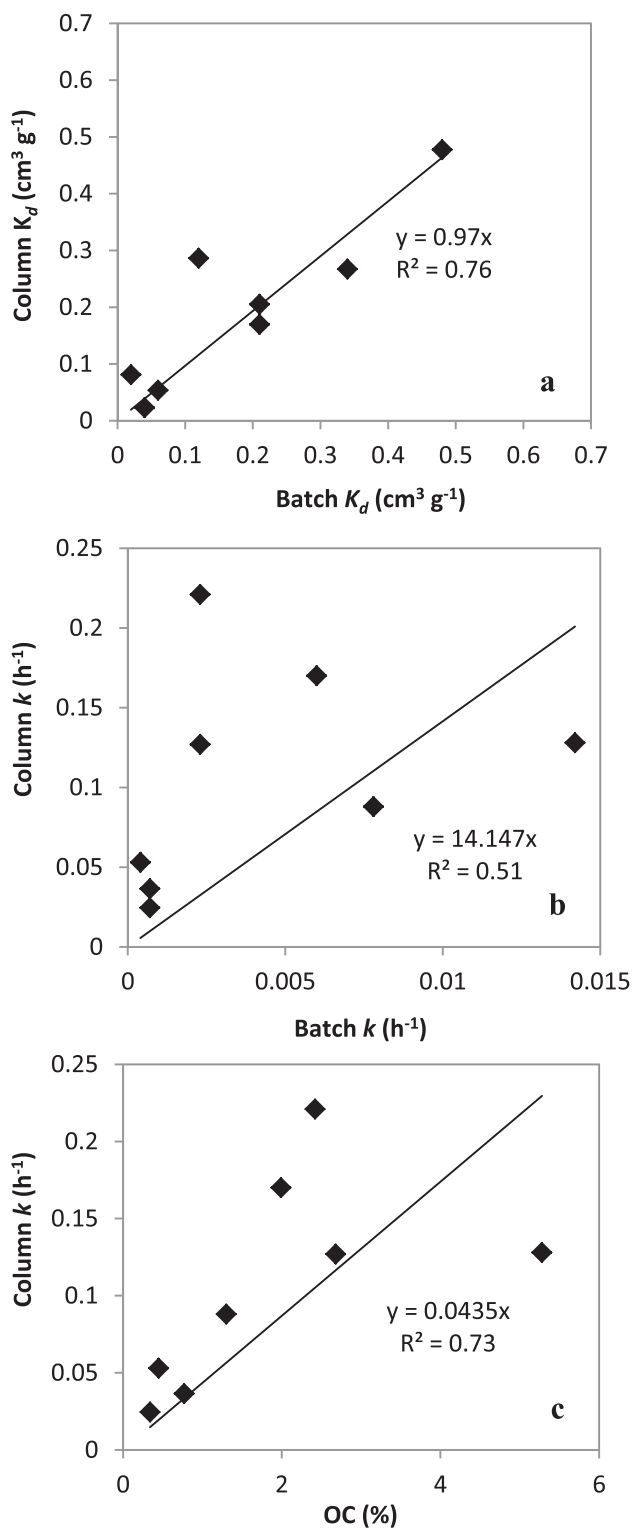 0.7
0.6
0.5
0.4
0.3
0.2
0.1
0
Column K_d (cm³ g⁻¹)
y = 0.97x
R² = 0.76
a
0 0.1 0.2 0.3 0.4 0.5 0.6 0.7
Batch K_d (cm³ g⁻¹)
0.25
0.2
0.15
0.1
0.05
0
Column k (h⁻¹)
y = 14.147x
R² = 0.51
b
0 0.005 0.01 0.015
Batch k (h⁻¹)
0.25
0.2
0.15
0.1
0.05
0
Column k (h⁻¹)
y = 0.0435x
R² = 0.73
c
0 2 4 6
OC (%)